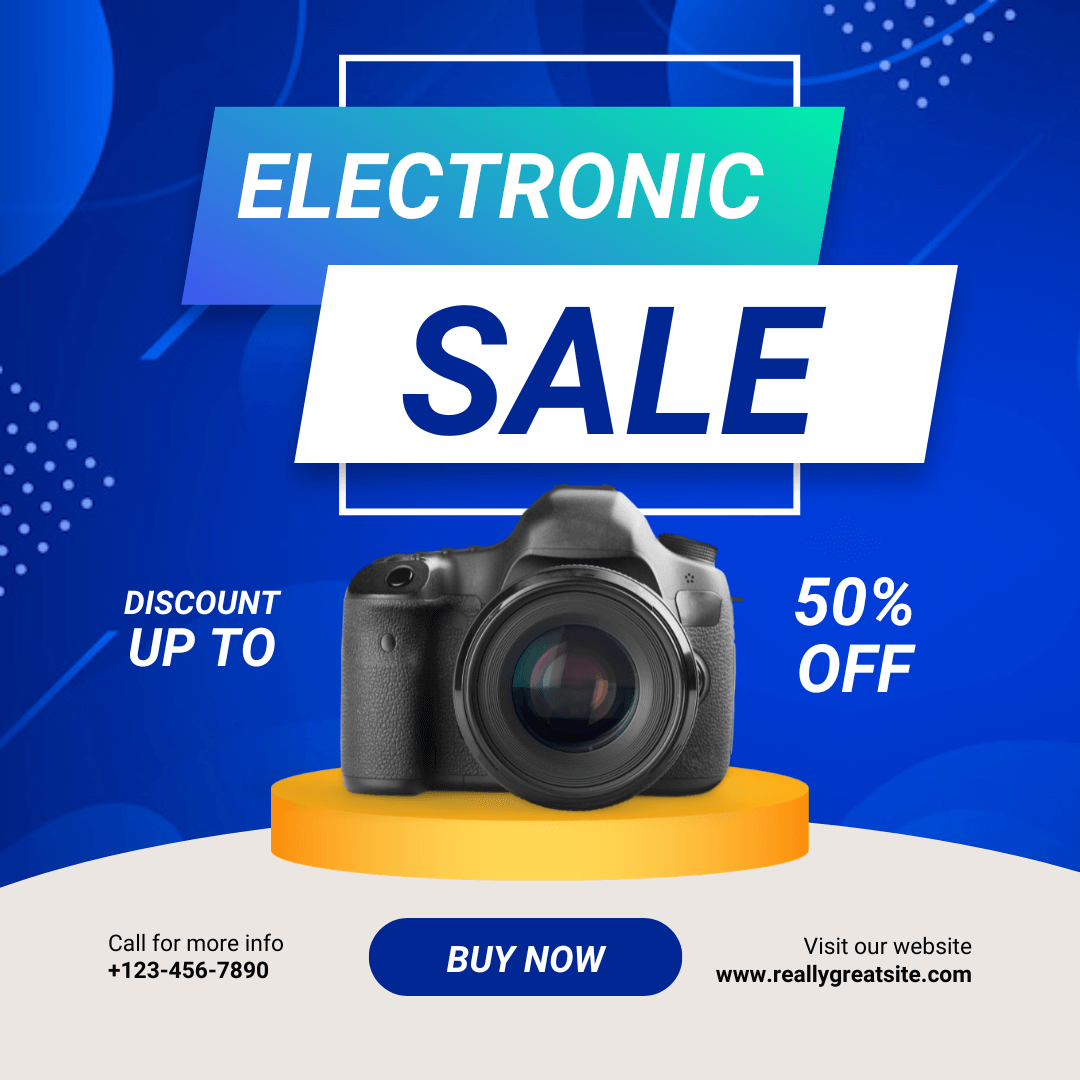 ELECTRONIC
SALE
DISCOUNT
UP TO
50%
OFF
Call for more info
+123-456-7890
BUY NOW
Visit our website
www.reallygreatsite.com